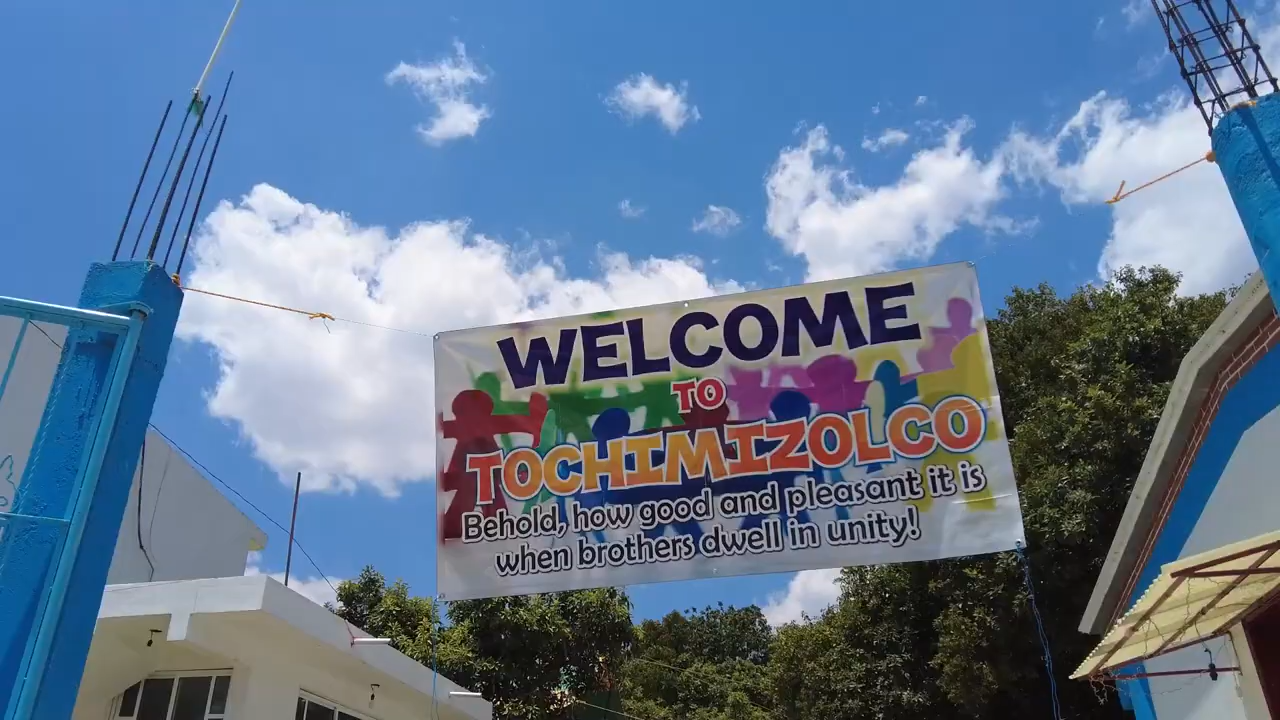 WELCOME
TO
TOCHIMIZOLCO
Behold, how good and pleasant it is
when brothers dwell in unity!